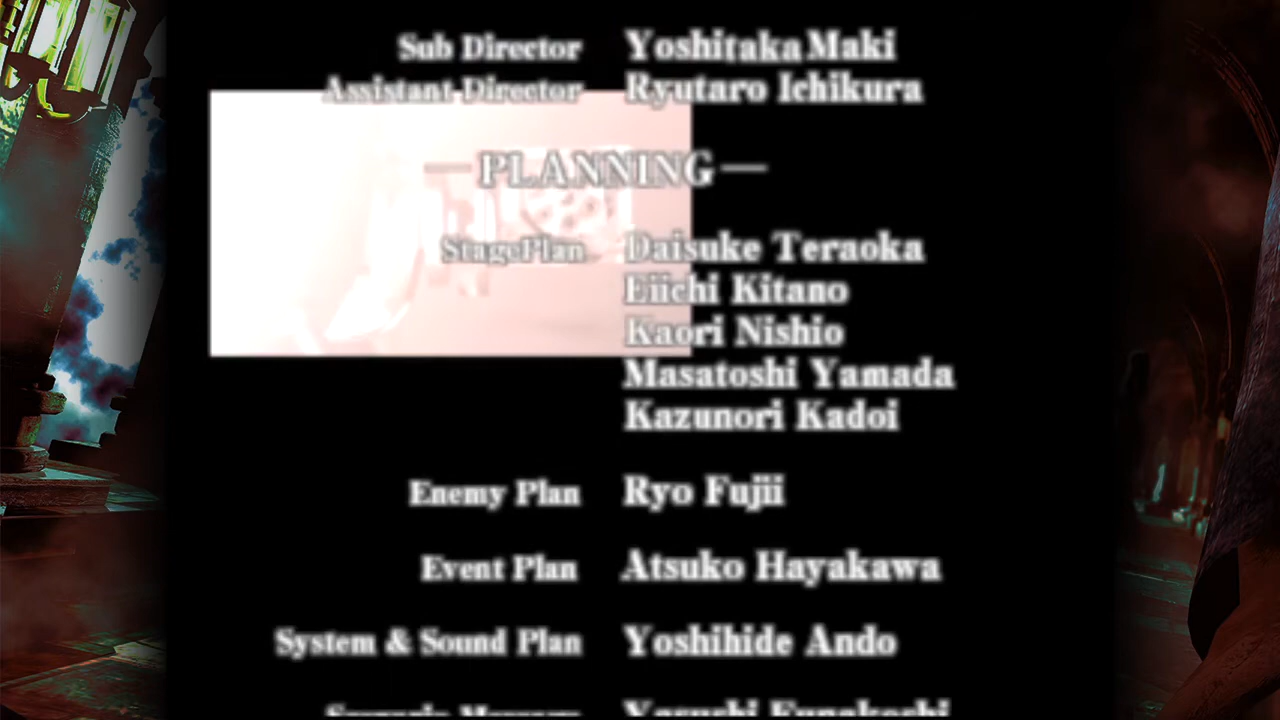 Sub Director Yoshitaka Maki
Assistant Director Ryutaro Ichikura
— PLANNING —
StagePlan Daisuke Teraoka
Eiichi Kitano
Kaori Nishio
Masatoshi Yamada
Kazunori Kadoi
Enemy Plan Ryo Fujii
Event Plan Atsuko Hayakawa
System & Sound Plan Yoshihide Ando